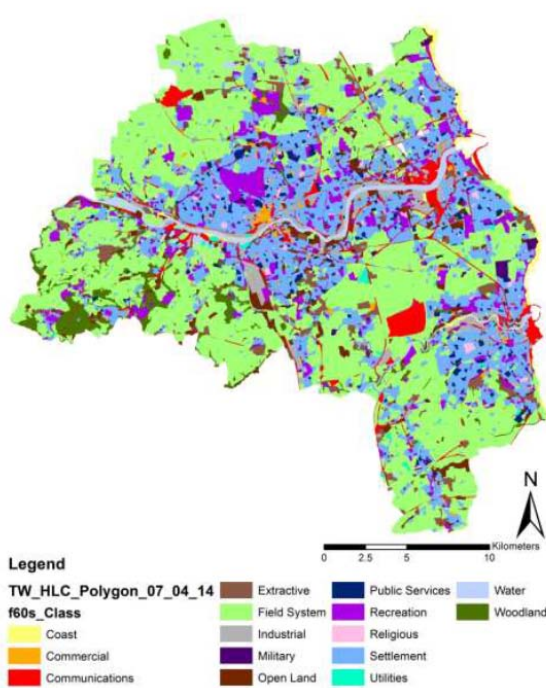 N
Kilometers
0 2.5 5 10
Legend
TW_HLC_Polygon_07_04_14
f60s_Class
Coast
Commercial
Communications
Extractive
Field System
Industrial
Military
Open Land
Public Services
Recreation
Religious
Settlement
Utilities
Water
Woodland